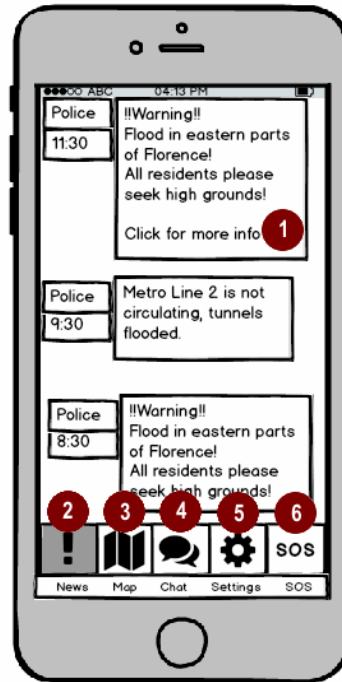 ABC 04:13 PM
Police
11:30
!!Warning!!
Flood in eastern parts
of Florence!
All residents please
seek high grounds!
Click for more info
1
Police
9:30
Metro Line 2 is not
circulating, tunnels
flooded.
Police
8:30
!!Warning!!
Flood in eastern parts
of Florence!
All residents please
seek high grounds!
2 3 4 5 6
! SOS
News Map Chat Settings SOS